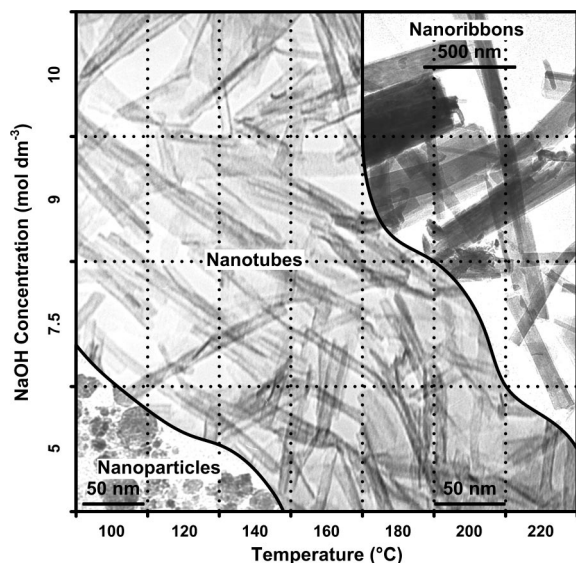 Nanoribbons
500 nm
NaOH Concentration (mol dm⁻³)
10
9
7.5
5
Nanotubes
Nanoparticles
50 nm
50 nm
100 120 140 160 180 200 220
Temperature (°C)